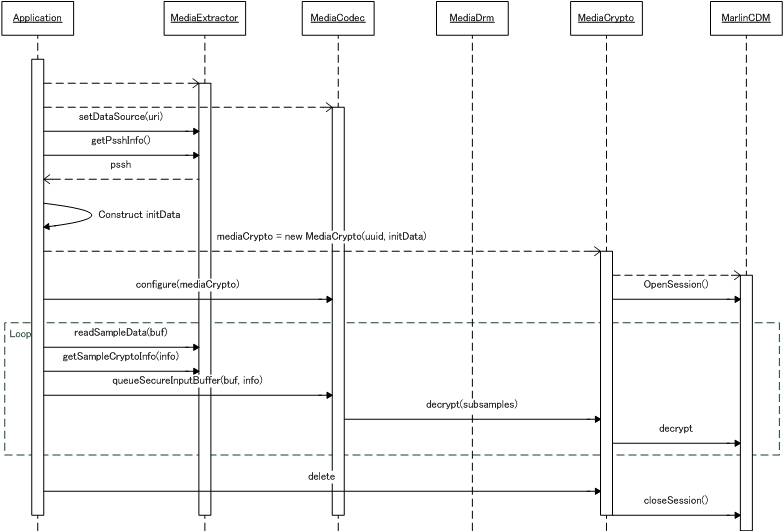 Application MediaExtractor MediaCodec MediaDrm MediaCrypto MarlinCDM
setDataSource(uri)
getPsshInfo()
pssh
Construct initData
mediaCrypto = new MediaCrypto(uuid, initData)
configure(mediaCrypto) OpenSession()
Loop readSampleData(buf)
getSampleCryptoInfo(info)
queueSecureInputBuffer(buf, info)
decrypt(subsamples)
decrypt
delete
closeSession()